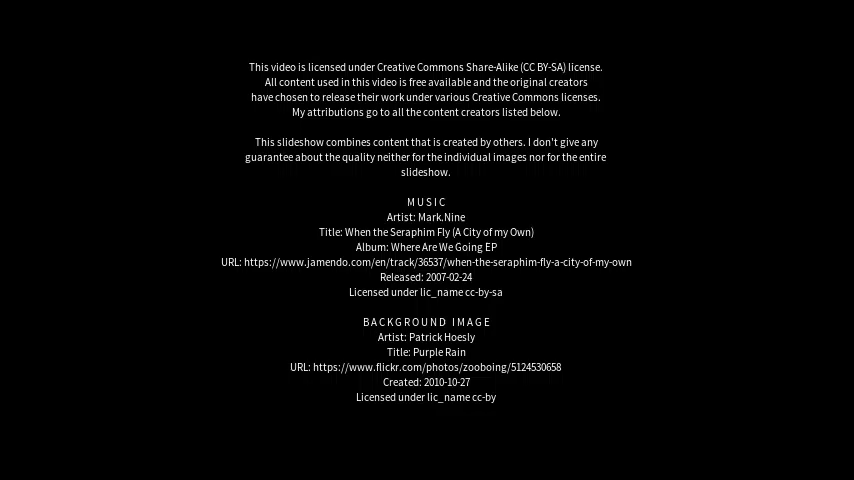 This video is licensed under Creative Commons Share-Alike (CC BY-SA) license.
All content used in this video is free available and the original creators
have chosen to release their work under various Creative Commons licenses.
My attributions go to all the content creators listed below.
This slideshow combines content that is created by others. I don't give any
guarantee about the quality neither for the individual images nor for the entire
slideshow.
MUSIC
Artist: Mark.Nine
Title: When the Seraphim Fly (A City of my Own)
Album: Where Are We Going EP
URL: https://www.jamendo.com/en/track/36537/when-the-seraphim-fly-a-city-of-my-own
Released: 2007-02-24
Licensed under lic_name cc-by-sa
BACKGROUND IMAGE
Artist: Patrick Hoesly
Title: Purple Rain
URL: https://www.flickr.com/photos/zooboing/5124530658
Created: 2010-10-27
Licensed under lic_name cc-by